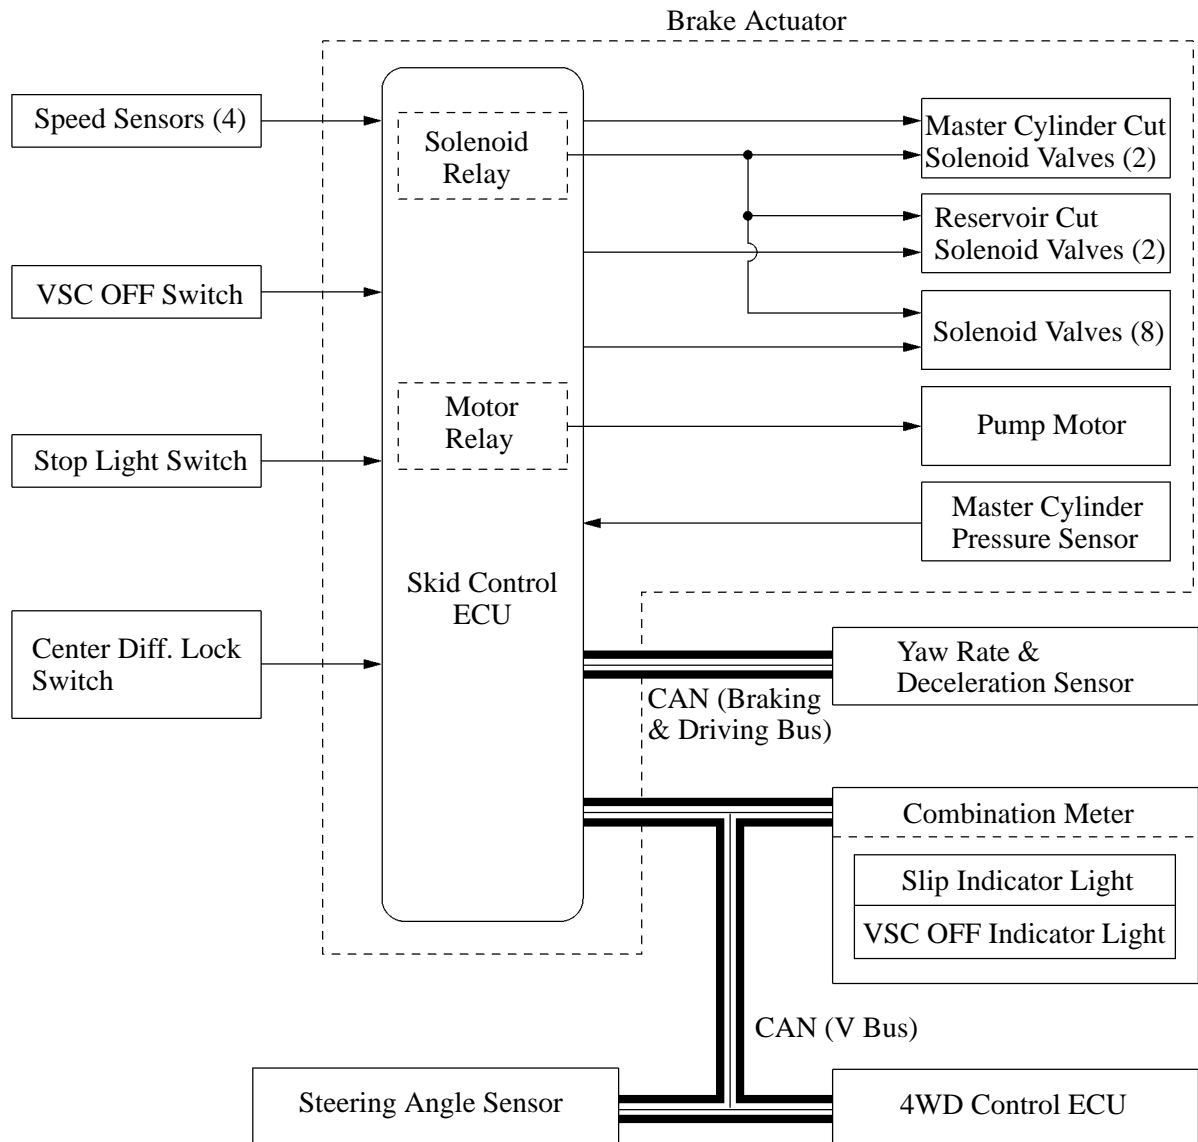 Brake Actuator
Speed Sensors (4)
VSC OFF Switch
Stop Light Switch
Center Diff. Lock
Switch
Solenoid
Relay
Motor
Relay
Skid Control
ECU
Master Cylinder Cut
Solenoid Valves (2)
Reservoir Cut
Solenoid Valves (2)
Solenoid Valves (8)
Pump Motor
Master Cylinder
Pressure Sensor
Yaw Rate &
Deceleration Sensor
CAN (Braking
& Driving Bus)
Combination Meter
Slip Indicator Light
VSC OFF Indicator Light
CAN (V Bus)
Steering Angle Sensor
4WD Control ECU